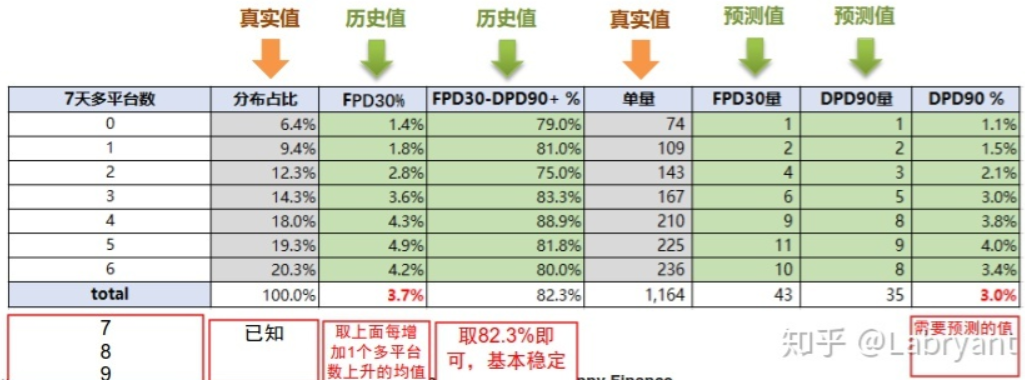 真实值 历史值 历史值 真实值 预测值 预测值
7天多平台数 分布占比 FPD30% FPD30-DPD90+ % 单量 FPD30量 DPD90量 DPD90 %
0 6.4% 1.4% 79.0% 74 1 1 1.1%
1 9.4% 1.8% 81.0% 109 2 2 1.5%
2 12.3% 2.8% 75.0% 143 4 3 2.1%
3 14.3% 3.6% 83.3% 167 6 5 3.0%
4 18.0% 4.3% 88.9% 210 9 8 3.8%
5 19.3% 4.9% 81.8% 225 11 9 4.0%
6 20.3% 4.2% 80.0% 236 10 8 3.4%
total 100.0% 3.7% 82.3% 1,164 43 35 3.0%
7
8
9
已知
取上面每增
加1个多平台
数上升的均值
取82.3%即
可，基本稳定
需要预测的值
知乎 @Labryant
Finance